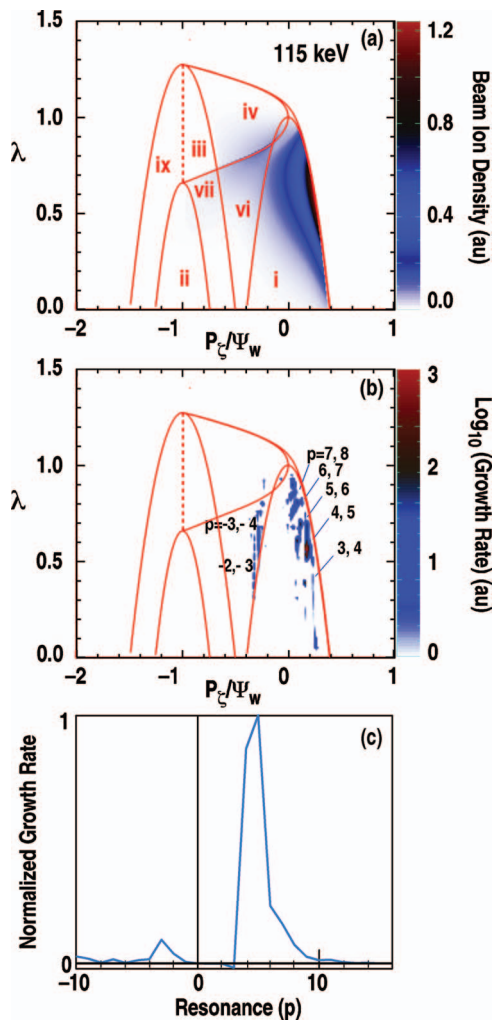 (a)
115 keV
1.5
1.0
λ
0.5
0.0
iv
iii
ix
vii
vi
ii
i
−2
−1
0
1
Pζ/Ψw
1.2
0.8
0.4
0.0
Beam Ion Density (au)
(b)
1.5
1.0
λ
0.5
0.0
p=7, 8
6, 7
5, 6
4, 5
3, 4
p=-3,- 4
-2,- 3
−2
−1
0
1
Pζ/Ψw
3
2
1
0
Log10 (Growth Rate) (au)
(c)
1
0
Normalized Growth Rate
−10
0
10
Resonance (p)